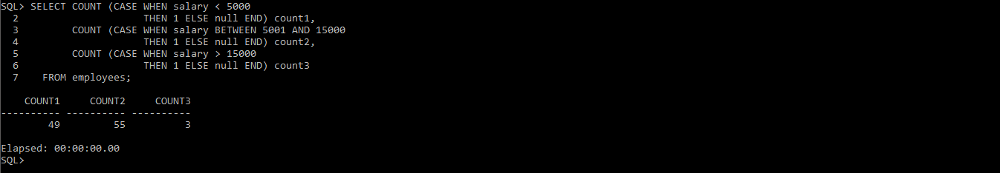 SQL> SELECT COUNT (CASE WHEN salary < 5000
  2                     THEN 1 ELSE null END) count1,
  3         COUNT (CASE WHEN salary BETWEEN 5001 AND 15000
  4                     THEN 1 ELSE null END) count2,
  5         COUNT (CASE WHEN salary > 15000
  6                     THEN 1 ELSE null END) count3
  7    FROM employees;
    COUNT1     COUNT2     COUNT3
---------- ---------- ----------
        49         55          3
Elapsed: 00:00:00.00
SQL>